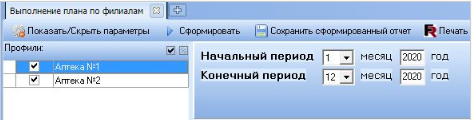 Выполнение плана по филиалам
Показать/Скрыть параметры Сформировать Сохранить сформированный отчет Печать
Профили:
Аптека №1
Аптека №2
Начальный период 1 месяц 2020 год
Конечный период 12 месяц 2020 год